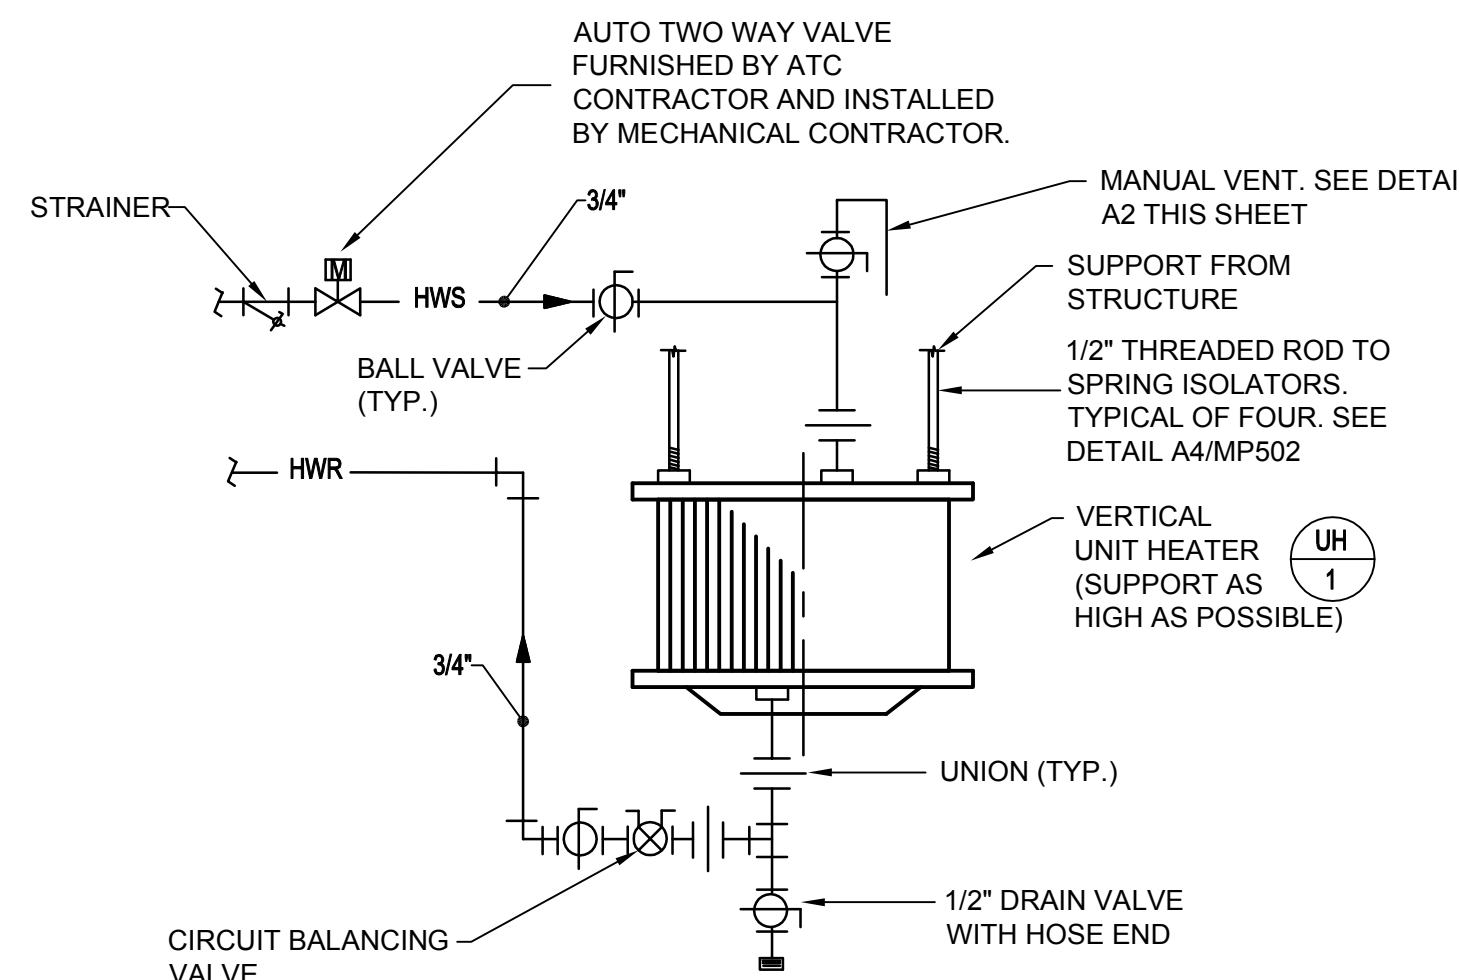 AUTO TWO WAY VALVE
FURNISHED BY ATC
CONTRACTOR AND INSTALLED
BY MECHANICAL CONTRACTOR.
STRAINER
3/4"
MANUAL VENT. SEE DETAI
A2 THIS SHEET
M
HWS
SUPPORT FROM
STRUCTURE
BALL VALVE
(TYP.)
1/2" THREADED ROD TO
SPRING ISOLATORS.
TYPICAL OF FOUR. SEE
DETAIL A4/MP502
HWR
VERTICAL
UNIT HEATER
(SUPPORT AS
HIGH AS POSSIBLE)
UH
1
3/4"
UNION (TYP.)
1/2" DRAIN VALVE
WITH HOSE END
CIRCUIT BALANCING
VALVE